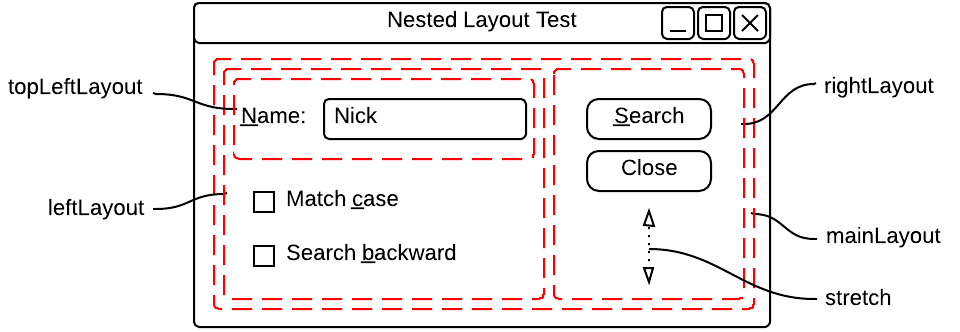 Nested Layout Test
topLeftLayout
rightLayout
Name:
Nick
Search
Close
leftLayout
Match case
mainLayout
Search backward
stretch